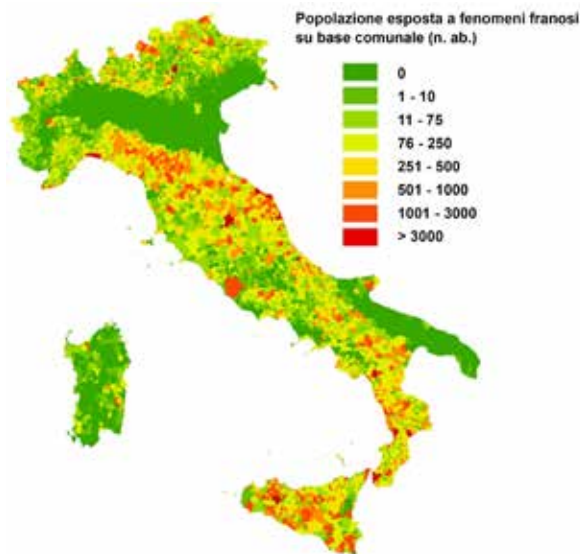 Popolazione esposta a fenomeni franosi
su base comunale (n. ab.)
0
1 - 10
11 - 75
76 - 250
251 - 500
501 - 1000
1001 - 3000
> 3000